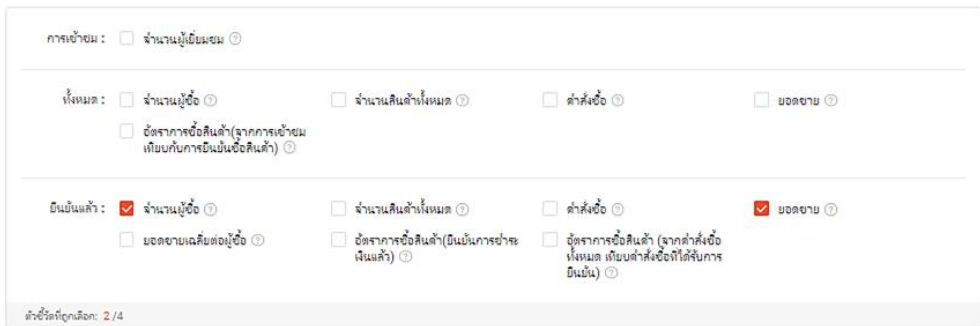 การเข้าชม : จำนวนผู้เยี่ยมชม
ทั้งหมด : จำนวนผู้ซื้อ จำนวนสินค้าทั้งหมด คำสั่งซื้อ ยอดขาย
อัตราการซื้อสินค้า(จากการเข้าชม
เทียบกับการยืนยันซื้อสินค้า)
ยืนยันแล้ว : จำนวนผู้ซื้อ จำนวนสินค้าทั้งหมด คำสั่งซื้อ ยอดขาย
ยอดขายเฉลี่ยต่อผู้ซื้อ อัตราการซื้อสินค้า(ยืนยันการชำระ อัตราการซื้อสินค้า (จากคำสั่งซื้อ
เงินแล้ว) ทั้งหมด เทียบคำสั่งซื้อที่ได้รับการ
ยืนยัน)
ตัวชี้วัดที่ถูกเลือก: 2 /4